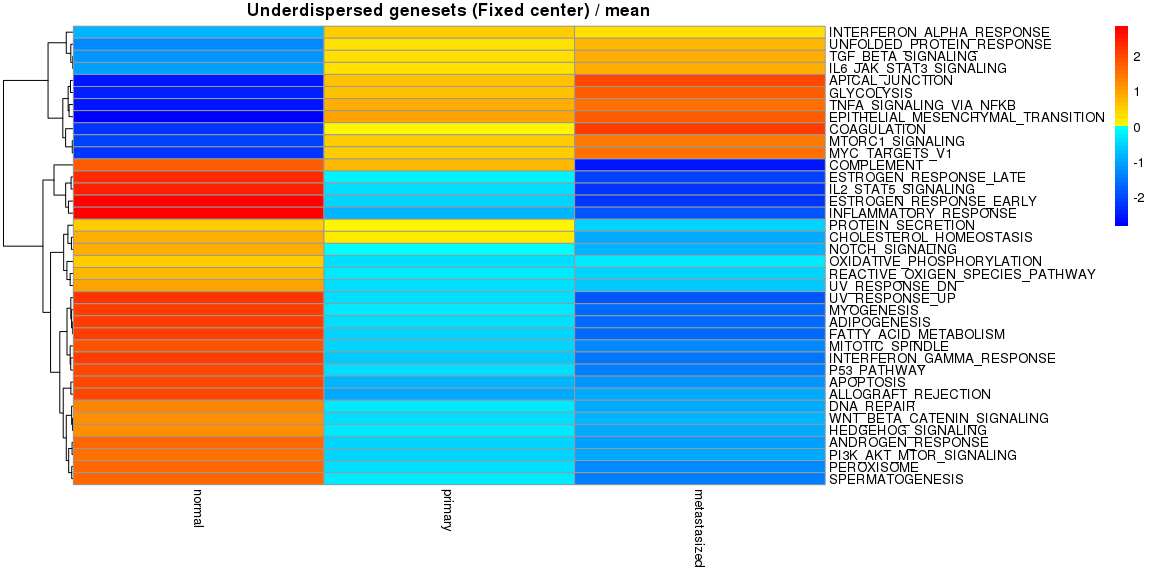 Underdispersed genesets (Fixed center) / mean
INTERFERON_ALPHA_RESPONSE
UNFOLDED_PROTEIN_RESPONSE
TGF_BETA_SIGNALING
IL6_JAK_STAT3_SIGNALING
APICAL_JUNCTION
GLYCOLYSIS
TNFA_SIGNALING_VIA_NFKB
EPITHELIAL_MESENCHYMAL_TRANSITION
COAGULATION
MTORC1_SIGNALING
MYC_TARGETS_V1
COMPLEMENT
ESTROGEN_RESPONSE_LATE
IL2_STAT5_SIGNALING
ESTROGEN_RESPONSE_EARLY
INFLAMMATORY_RESPONSE
PROTEIN_SECRETION
CHOLESTEROL_HOMEOSTASIS
NOTCH_SIGNALING
OXIDATIVE_PHOSPHORYLATION
REACTIVE_OXIGEN_SPECIES_PATHWAY
UV_RESPONSE_DN
UV_RESPONSE_UP
MYOGENESIS
ADIPOGENESIS
FATTY_ACID_METABOLISM
MITOTIC_SPINDLE
INTERFERON_GAMMA_RESPONSE
P53_PATHWAY
APOPTOSIS
ALLOGRAFT_REJECTION
DNA_REPAIR
WNT_BETA_CATENIN_SIGNALING
HEDGEHOG_SIGNALING
ANDROGEN_RESPONSE
PI3K_AKT_MTOR_SIGNALING
PEROXISOME
SPERMATOGENESIS
2
1
0
-1
-2
normal
primary
metastasized